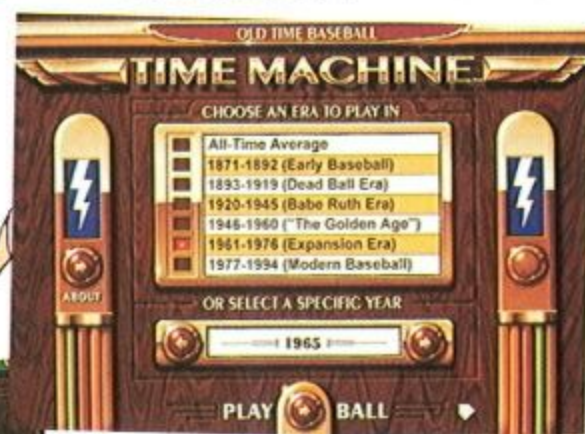 OLD TIME BASEBALL
TIME MACHINE
CHOOSE AN ERA TO PLAY IN
All-Time Average
1871-1892 (Early Baseball)
1893-1919 (Dead Ball Era)
1920-1945 (Babe Ruth Era)
1946-1960 ("The Golden Age")
1961-1976 (Expansion Era)
1977-1994 (Modern Baseball)
ABOUT
OR SELECT A SPECIFIC YEAR
1965
PLAY BALL